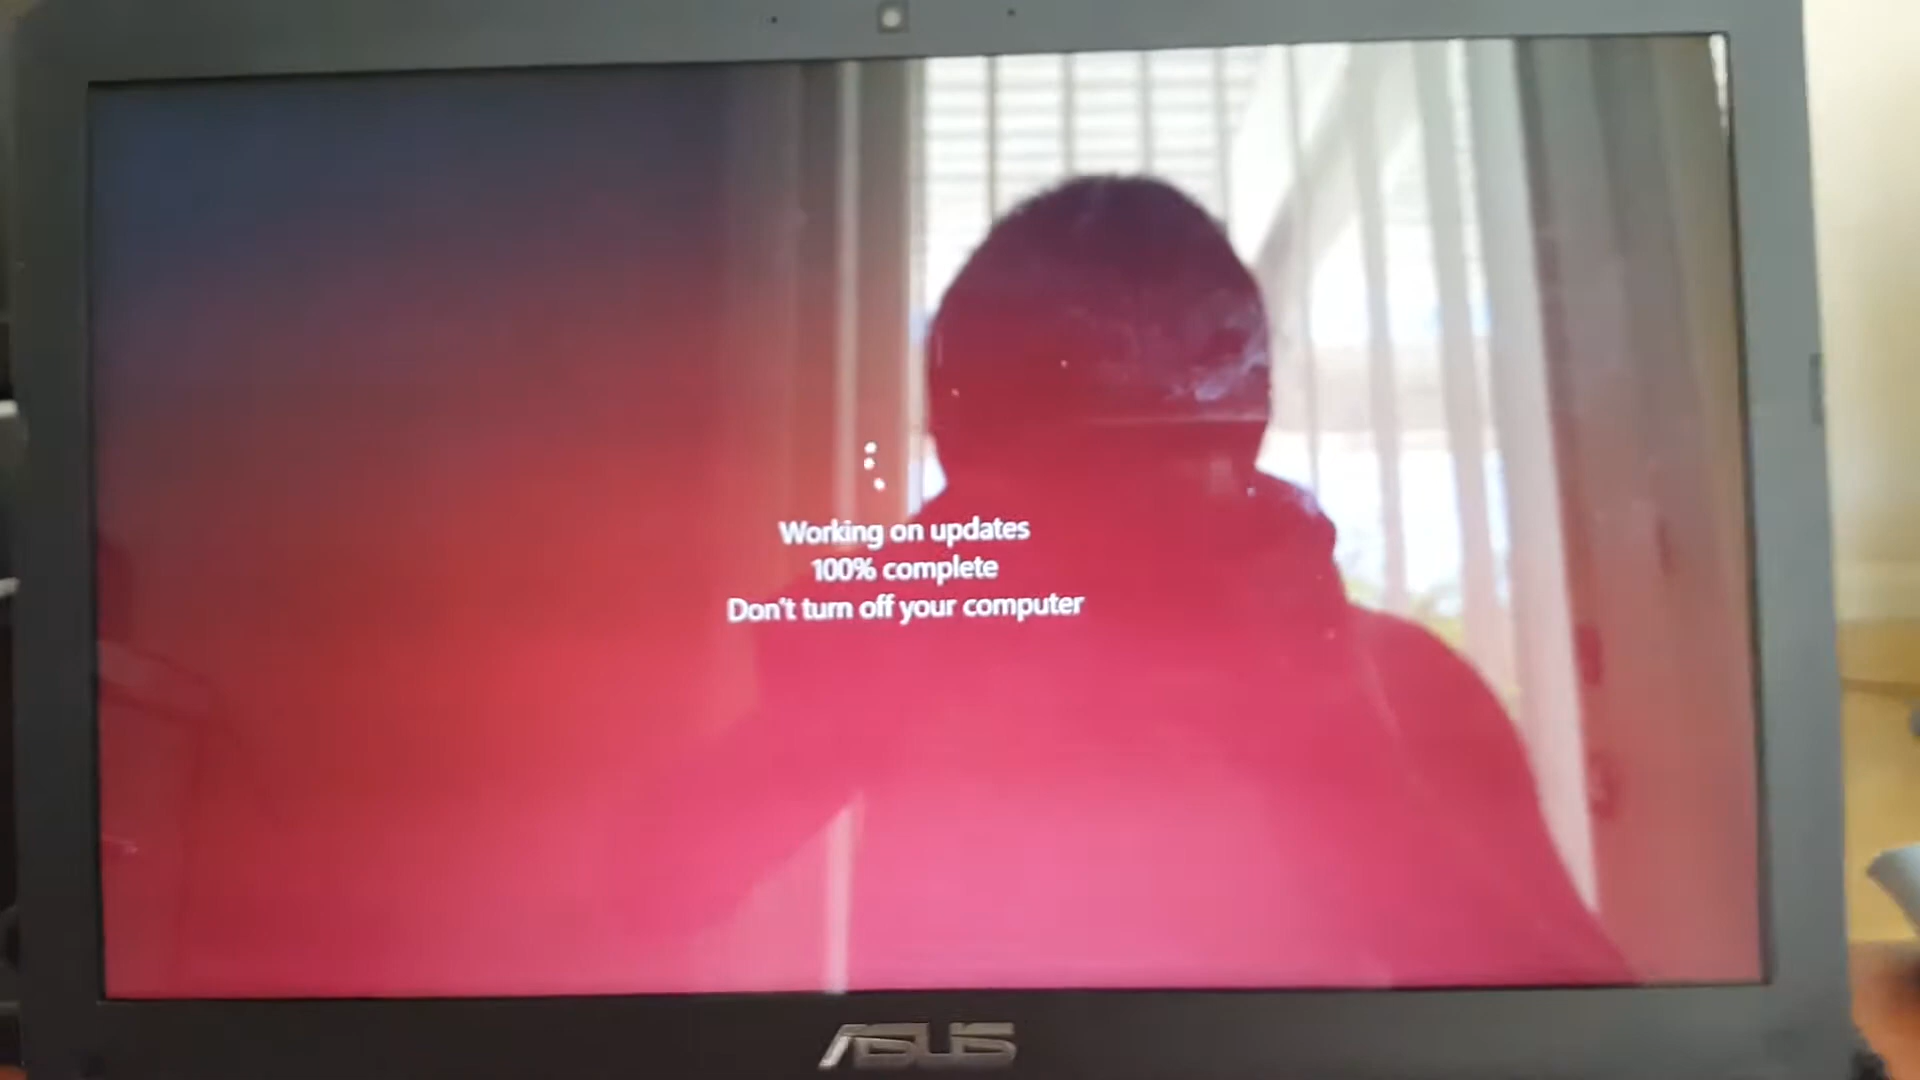 Working on updates
100% complete
Don't turn off your computer
ASUS